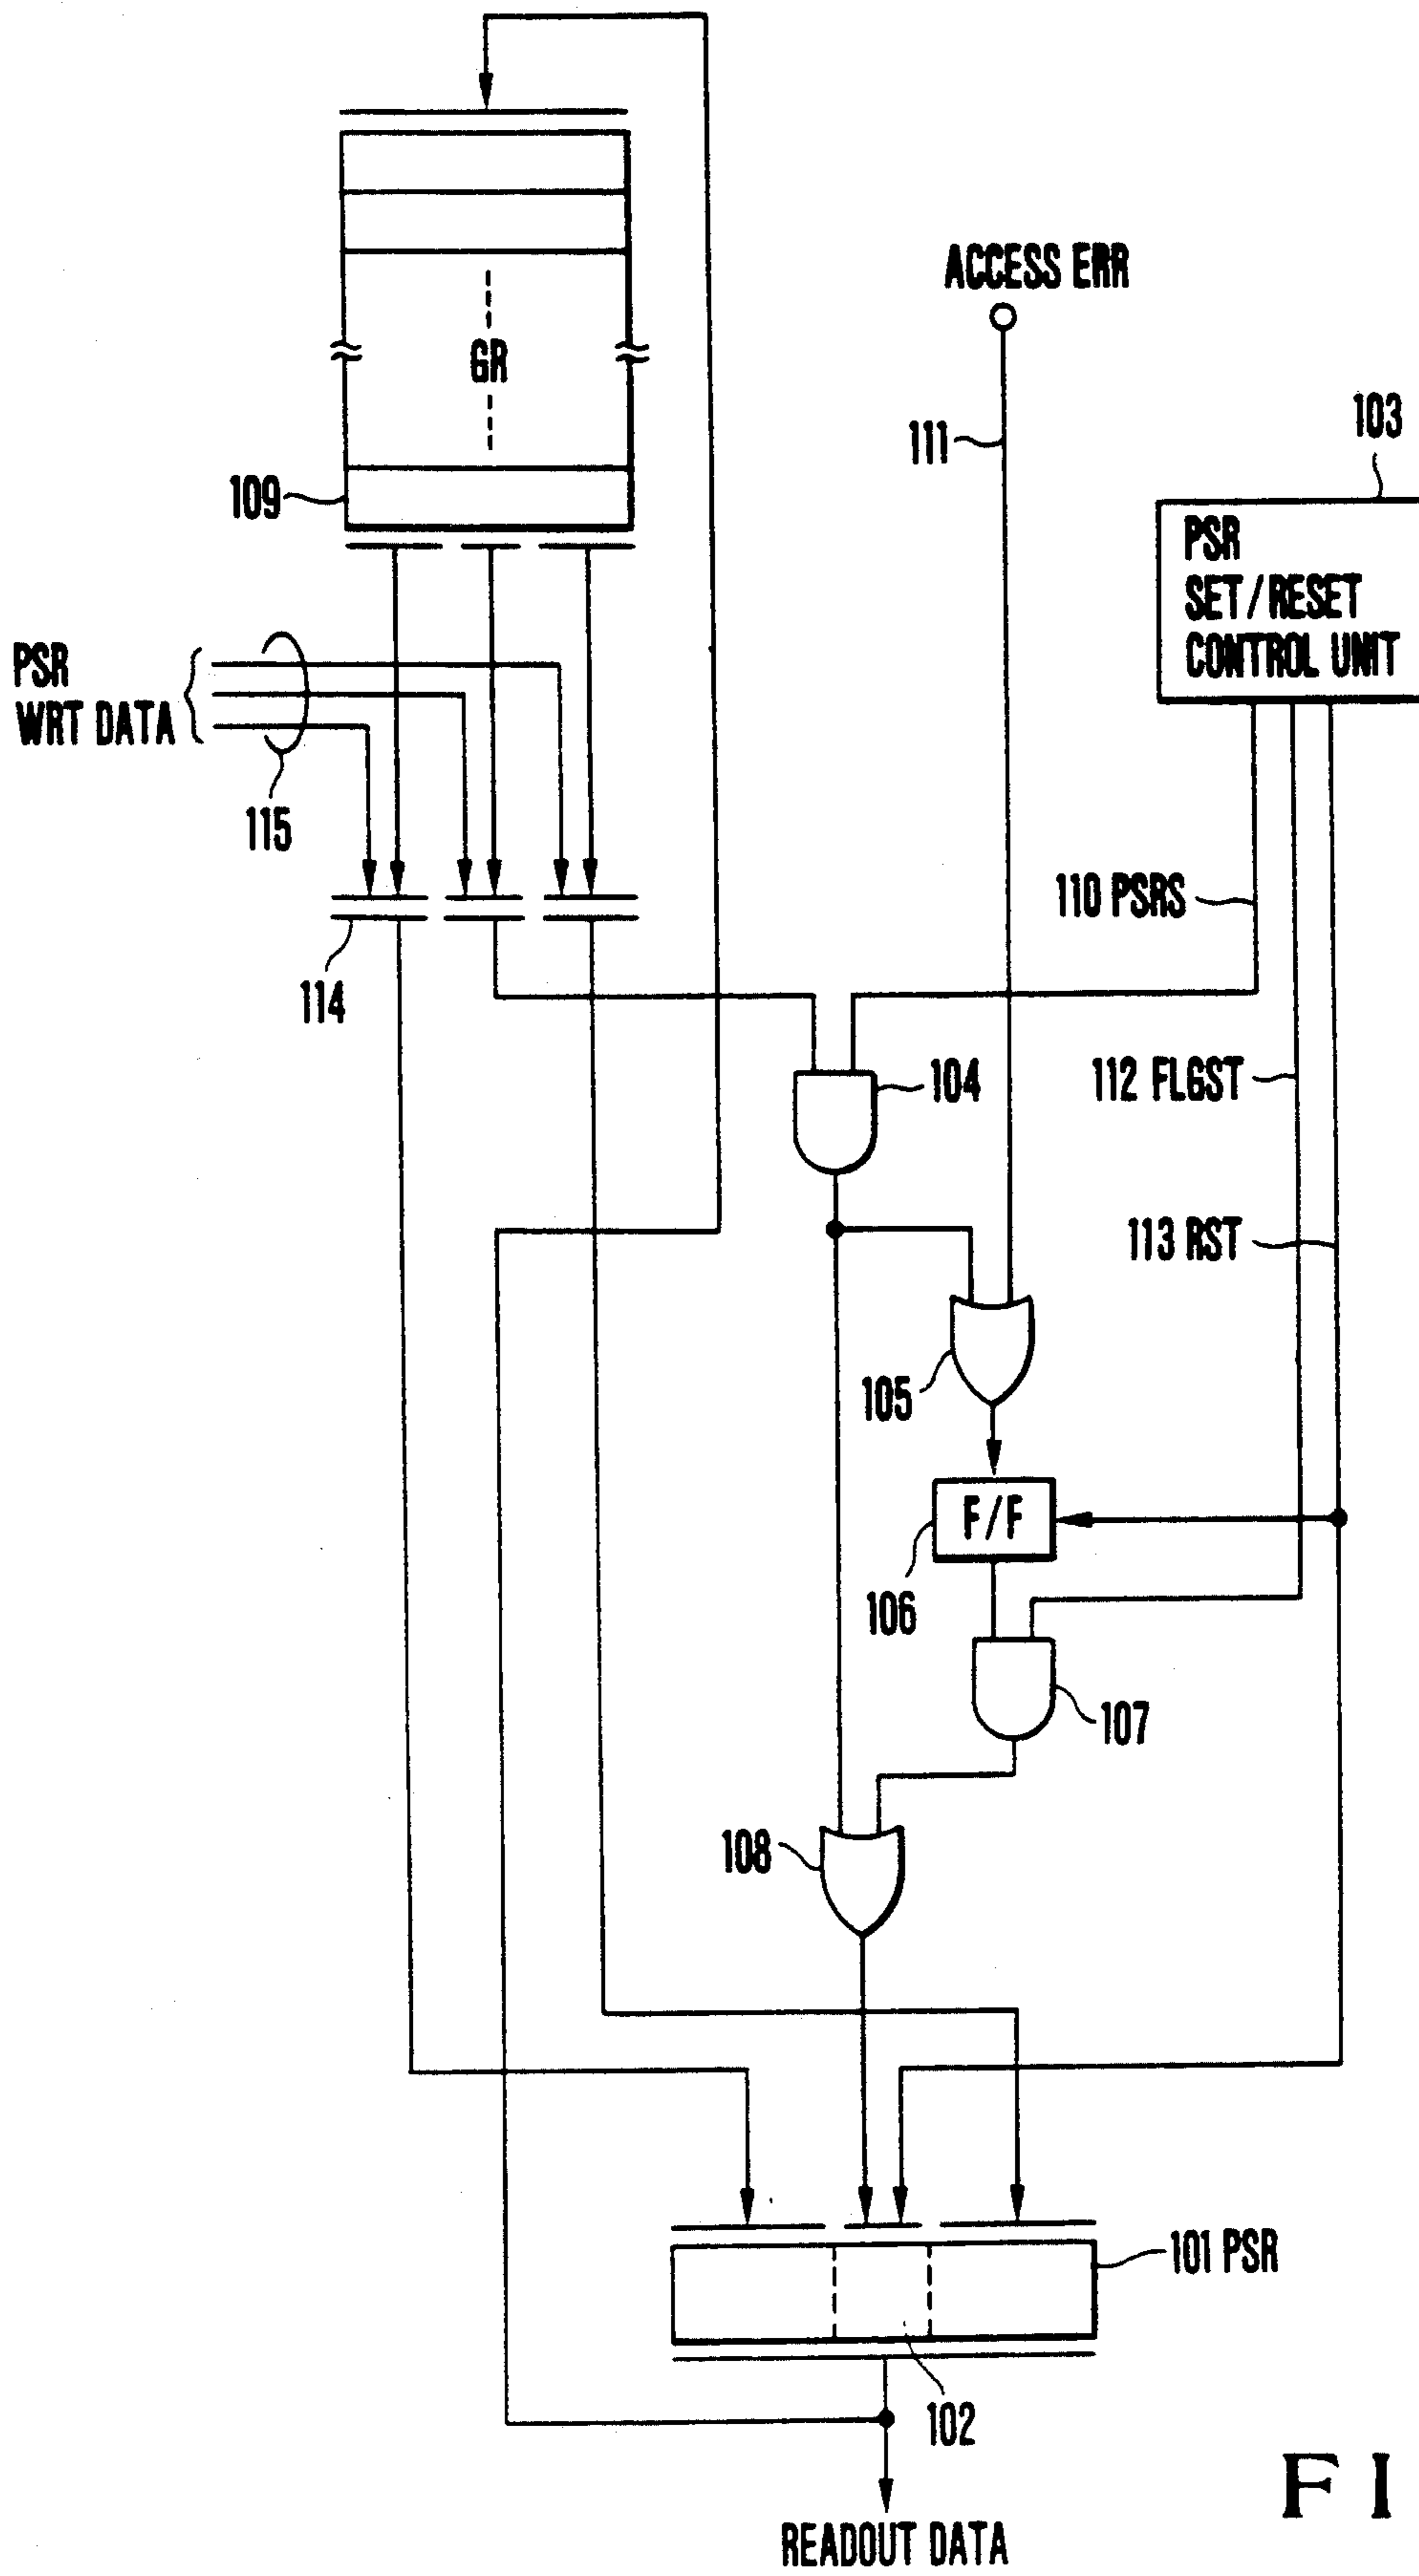 ACCESS ERR
GR
111
103
109
PSR
SET/RESET
CONTROL UNIT
PSR
WRT DATA
115
110 PSRS
114
104
112 FLGST
113 RST
105
F/F
106
107
108
101 PSR
102
READOUT DATA
FI